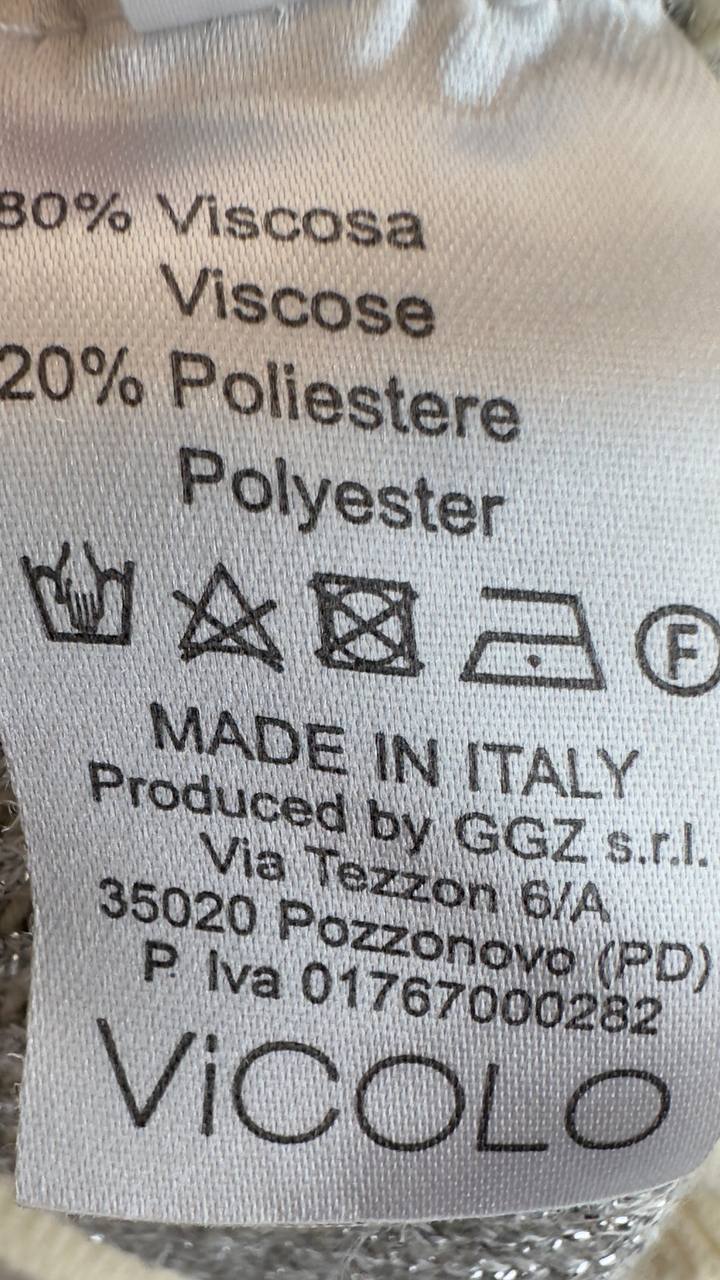 80% Viscosa
Viscose
20% Poliestere
Polyester
F
MADE IN ITALY
Produced by GGZ s.r.l.
Via Tezzon 6/A
35020 Pozzonovo (PD)
P. Iva 01767000282
ViCOLO